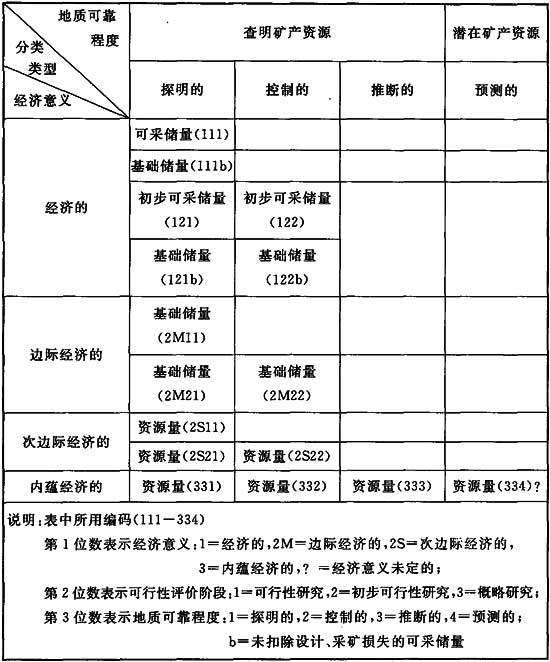 地质可靠
程度
分类
类型
经济意义
查明矿产资源
潜在矿产资源
探明的
控制的
推断的
预测的
经济的
可采储量(111)
基础储量(111b)
初步可采储量
(121)
初步可采储量
(122)
基础储量
(121b)
基础储量
(122b)
边际经济的
基础储量
(2M11)
基础储量
(2M21)
基础储量
(2M22)
次边际经济的
资源量(2S11)
资源量(2S21)
资源量(2S22)
内蕴经济的
资源量(331)
资源量(332)
资源量(333)
资源量(334)?
说明:表中所用编码(111－334)
第1位数表示经济意义:1＝经济的,2M＝边际经济的,2S＝次边际经济的,
3＝内蕴经济的,? ＝经济意义未定的;
第2位数表示可行性评价阶段:1＝可行性研究,2＝初步可行性研究,3＝概略研究;
第3位数表示地质可靠程度:1＝探明的,2＝控制的,3＝推断的,4＝预测的;
b＝未扣除设计、采矿损失的可采储量